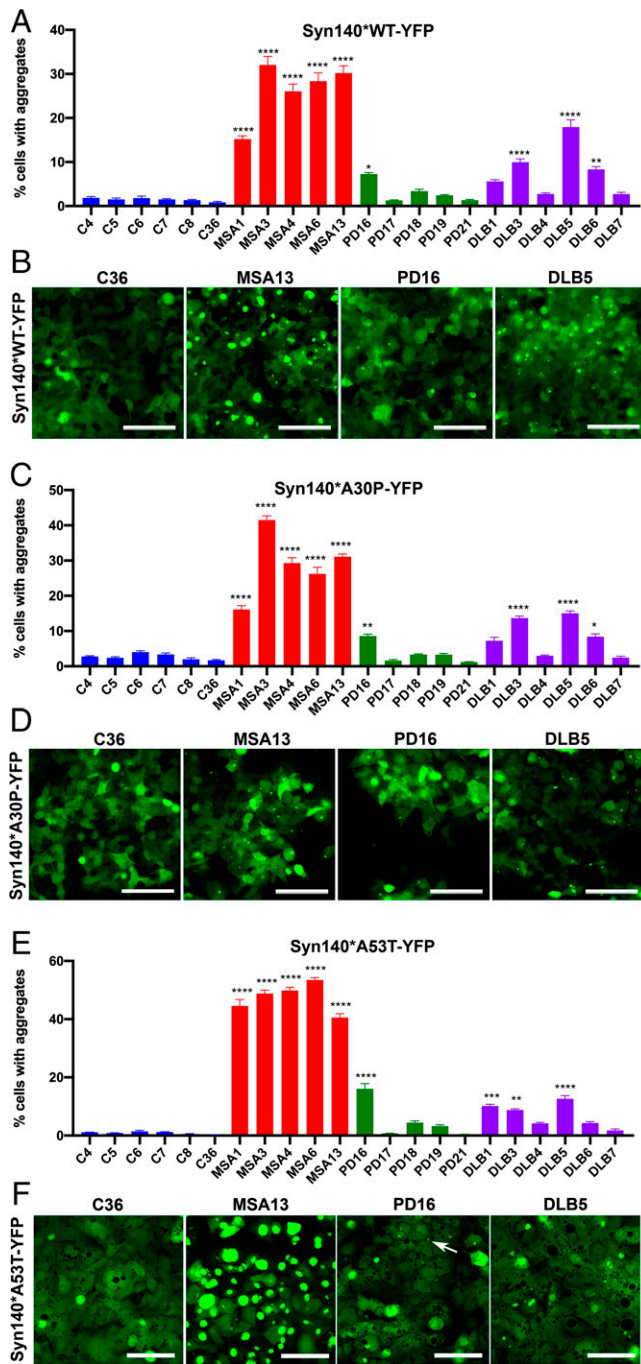 A
Syn140*WT-YFP
% cells with aggregates
40
30
20
10
0
****
****
****
****
****
*
****
****
**
C4 C5 C6 C7 C8 C36 MSA1 MSA3 MSA4 MSA6 MSA13 PD16 PD17 PD18 PD19 PD21 DLB1 DLB3 DLB4 DLB5 DLB6 DLB7
B
C36 MSA13 PD16 DLB5
Syn140*WT-YFP
C
Syn140*A30P-YFP
% cells with aggregates
50
40
30
20
10
0
****
****
****
****
****
**
****
****
*
C4 C5 C6 C7 C8 C36 MSA1 MSA3 MSA4 MSA6 MSA13 PD16 PD17 PD18 PD19 PD21 DLB1 DLB3 DLB4 DLB5 DLB6 DLB7
D
C36 MSA13 PD16 DLB5
Syn140*A30P-YFP
E
Syn140*A53T-YFP
% cells with aggregates
60
40
20
0
****
****
****
****
****
****
***
**
****
C4 C5 C6 C7 C8 C36 MSA1 MSA3 MSA4 MSA6 MSA13 PD16 PD17 PD18 PD19 PD21 DLB1 DLB3 DLB4 DLB5 DLB6 DLB7
F
C36 MSA13 PD16 DLB5
Syn140*A53T-YFP